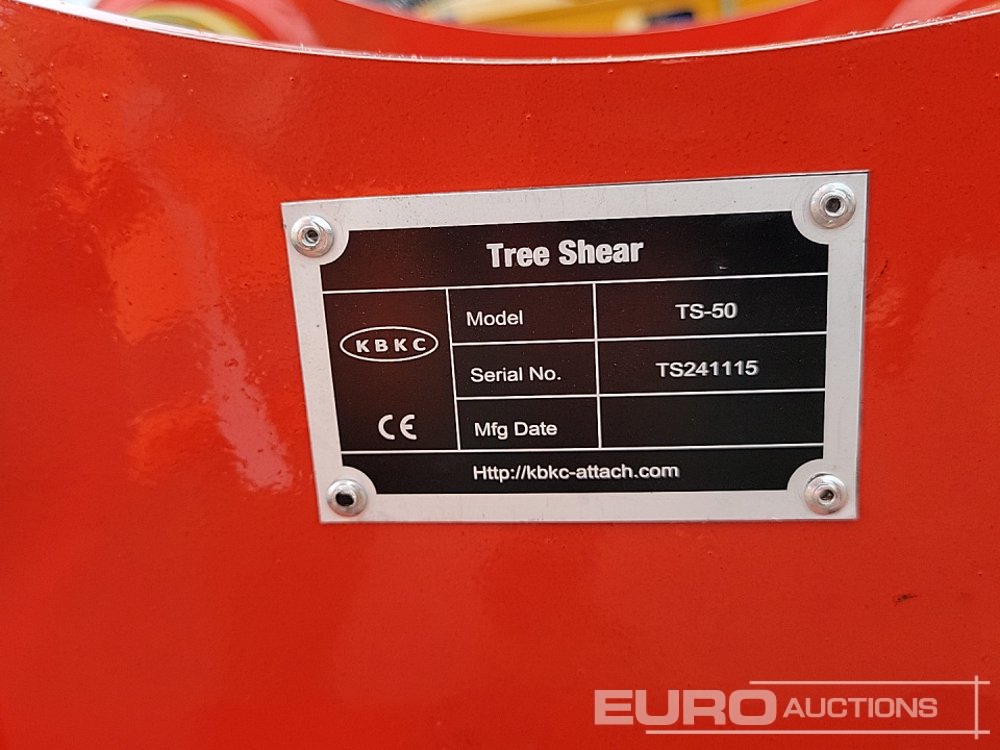 Tree Shear
KBKC
CE
Model TS-50
Serial No. TS241115
Mfg Date
Http://kbkc-attach.com
EURO AUCTIONS